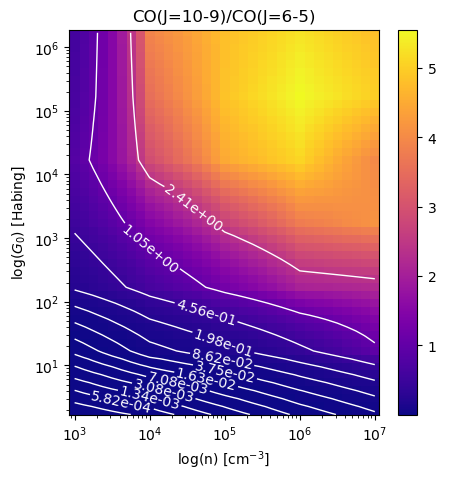 CO(J=10-9)/CO(J=6-5)
10^6
10^5
10^4
10^3
10^2
10^1
log(G_0) [Habing]
2.41e+00
1.05e+00
4.56e-01
1.98e-01
8.62e-02
3.75e-02
1.63e-02
7.08e-03
3.08e-03
1.34e-03
5.82e-04
10^3
10^4
10^5
10^6
10^7
log(n) [cm^{-3}]
5
4
3
2
1